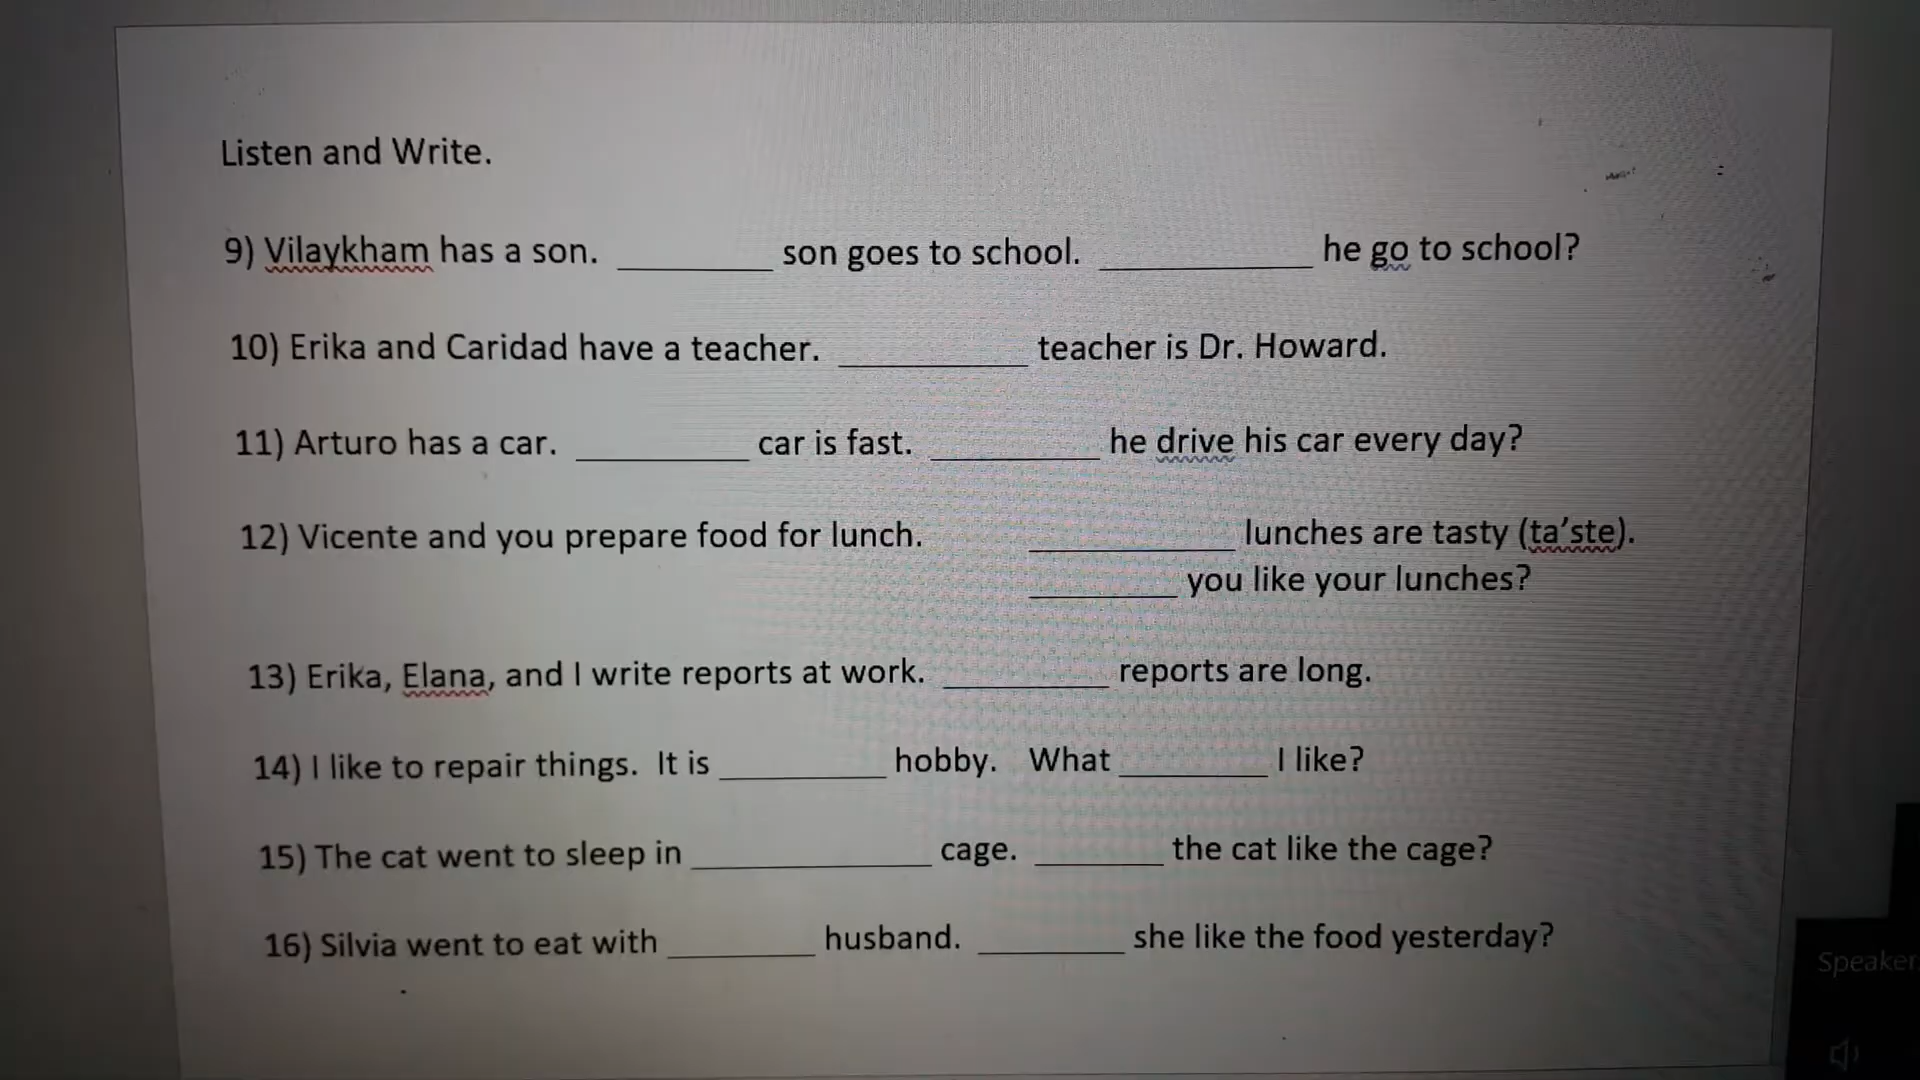 Listen and Write.
9) Vilaykham has a son. ________ son goes to school. ___________ he go to school?
10) Erika and Caridad have a teacher. __________ teacher is Dr. Howard.
11) Arturo has a car. _________ car is fast. _________ he drive his car every day?
12) Vicente and you prepare food for lunch. ___________ lunches are tasty (ta'ste).
________ you like your lunches?
13) Erika, Elana, and I write reports at work. _________ reports are long.
14) I like to repair things. It is _________ hobby. What ________ I like?
15) The cat went to sleep in _____________ cage. _______ the cat like the cage?
16) Silvia went to eat with ________ husband. ________ she like the food yesterday?
Speaker